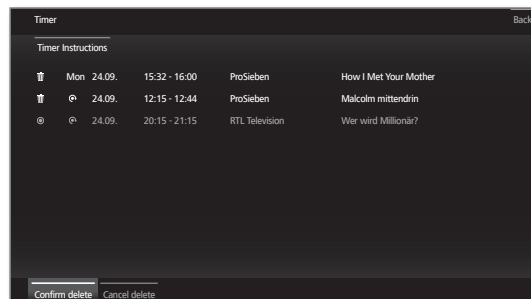 Timer Back
Timer Instructions
Mon 24.09. 15:32 - 16:00 ProSieben How I Met Your Mother
24.09. 12:15 - 12:44 ProSieben Malcolm mittendrin
24.09. 20:15 - 21:15 RTL Television Wer wird Millionär?
Confirm delete Cancel delete